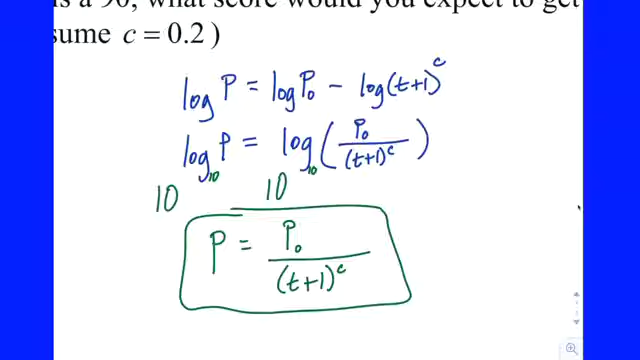 is a 90, what score would you expect to get
sume c = 0.2 )
log P = log P₀ − log (t+1)ᶜ
log₁₀ P = log₁₀ ( P₀ / (t+1)ᶜ )
10 10
P = P₀ / (t+1)ᶜ